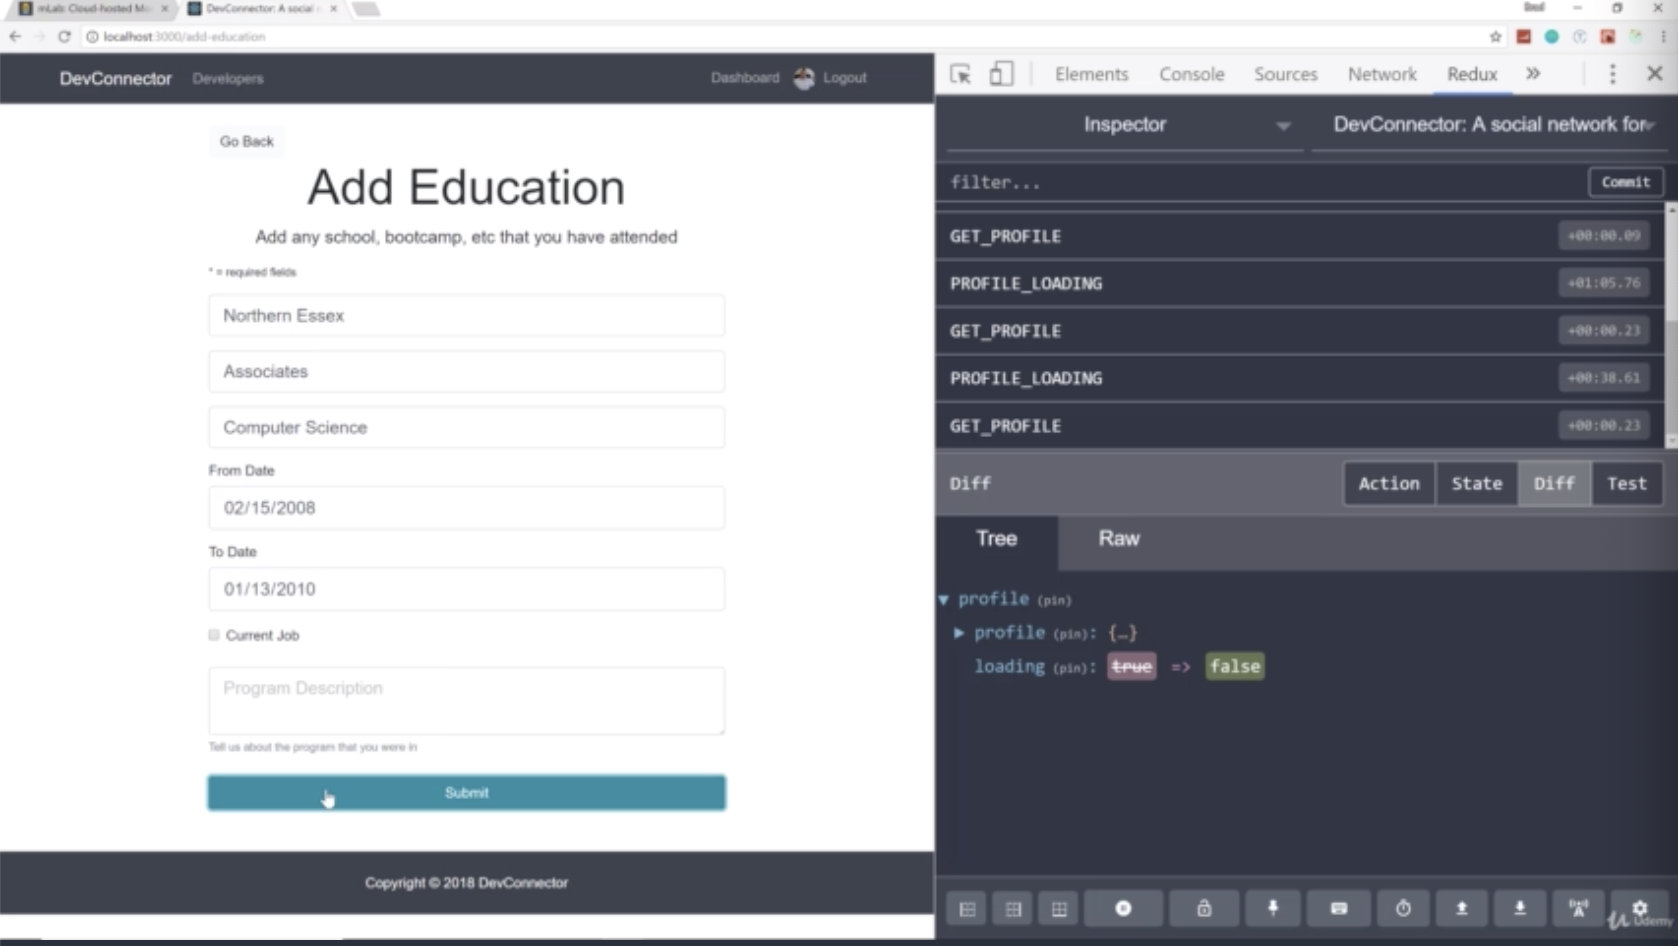 mLab: Cloud-hosted Mo
DevConnector: A social n
localhost:3000/add-education
DevConnector
Developers
Dashboard
Logout
Go Back
Add Education
Add any school, bootcamp, etc that you have attended
* = required fields
Northern Essex
Associates
Computer Science
From Date
02/15/2008
To Date
01/13/2010
Current Job
Program Description
Tell us about the program that you were in
Submit
Copyright © 2018 DevConnector
Elements Console Sources Network Redux »
Inspector
DevConnector: A social network for
filter...
Commit
GET_PROFILE +00:00.09
PROFILE_LOADING +01:05.76
GET_PROFILE +00:00.23
PROFILE_LOADING +00:38.61
GET_PROFILE +00:00.23
Diff
Action State Diff Test
Tree Raw
profile (pin)
profile (pin): {…}
loading (pin): true => false
Udemy